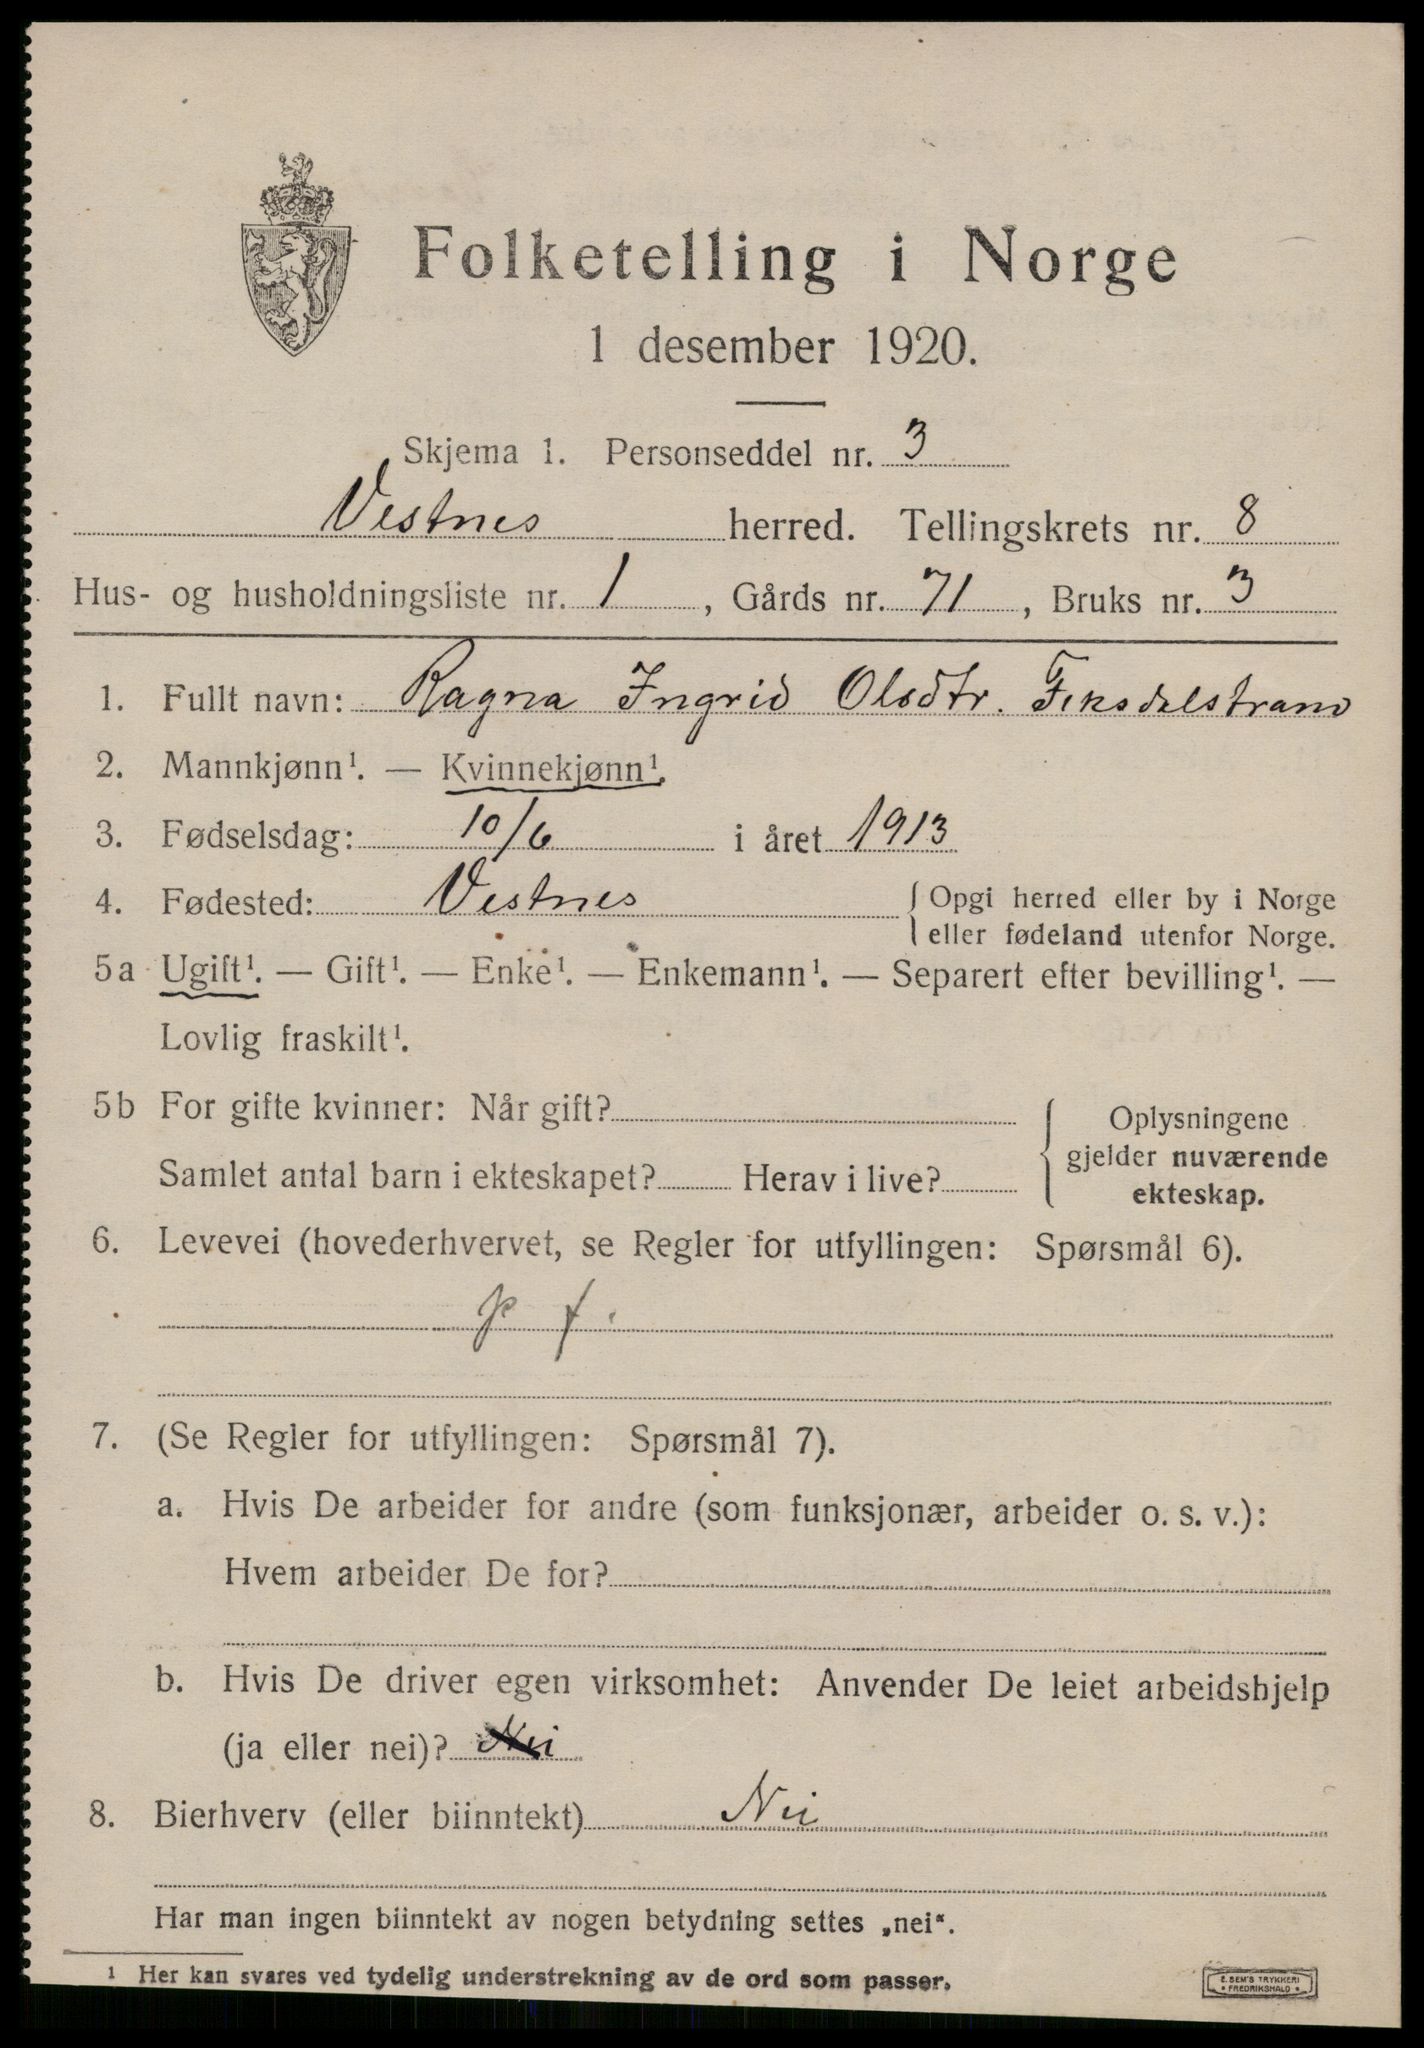 Folketelling i Norge
1 desember 1920.
Skjema 1. Personseddel nr. 3
Vestnes herred. Tellingskrets nr. 8
Hus- og husholdningsliste nr. 1, Gårds nr. 71, Bruks nr. 3
1. Fullt navn: Ragna Ingrid Olsdtr. Fiksdalstrand
2. Mannkjønn¹. — Kvinnekjønn¹.
3. Fødselsdag: 10/6 i året 1913
4. Fødested: Vestnes { Opgi herred eller by i Norge
eller fødeland utenfor Norge.
5a Ugift¹. — Gift¹. — Enke¹. — Enkemann¹. — Separert efter bevilling¹. —
Lovlig fraskilt¹.
5b For gifte kvinner: Når gift?
Samlet antal barn i ekteskapet? Herav i live?
{ Oplysningene
gjelder nuværende
ekteskap.
6. Levevei (hovederhvervet, se Regler for utfyllingen: Spørsmål 6).
f.
7. (Se Regler for utfyllingen: Spørsmål 7).
a. Hvis De arbeider for andre (som funksjonær, arbeider o. s. v.):
Hvem arbeider De for?
b. Hvis De driver egen virksomhet: Anvender De leiet arbeidshjelp
(ja eller nei)? Nei
8. Bierhverv (eller biinntekt) Nei
Har man ingen biinntekt av nogen betydning settes „nei“.
¹ Her kan svares ved tydelig understrekning av de ord som passer.
E. SEM'S TRYKKERI
• FREDRIKSHALD •